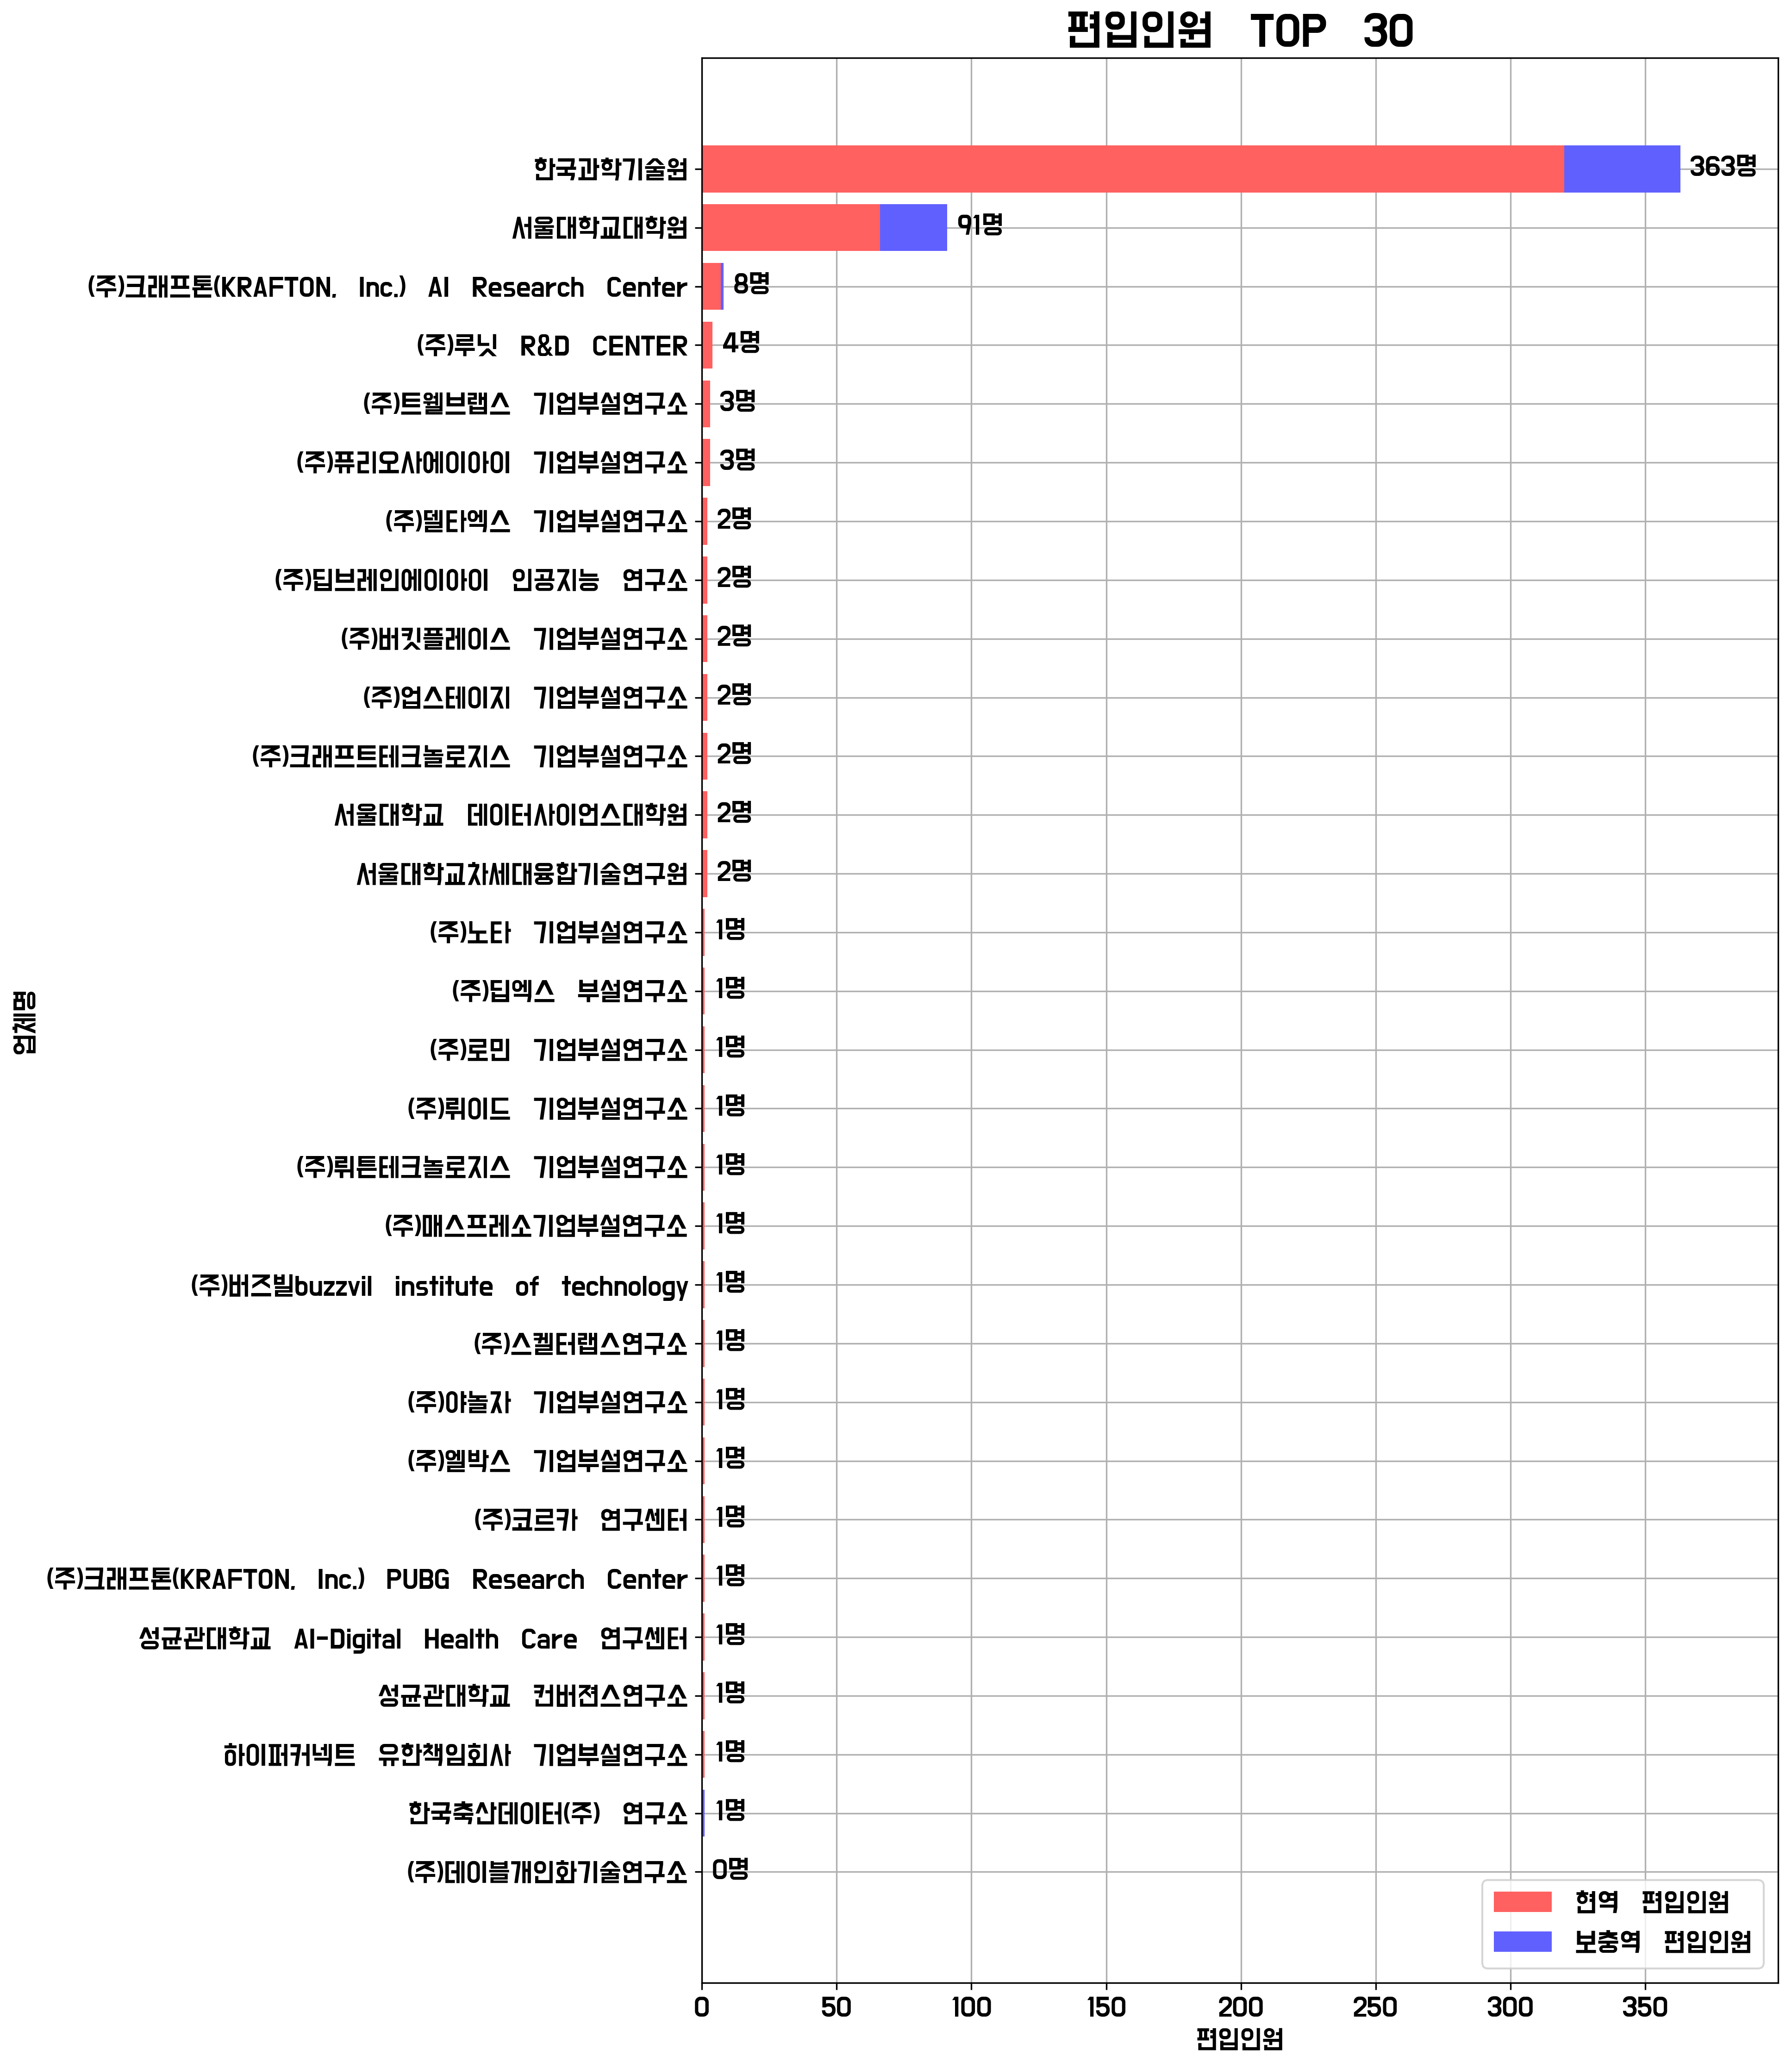 편입인원 TOP 30
한국과학기술원 363명
서울대학교대학원 91명
(주)크래프톤(KRAFTON, Inc.) AI Research Center 8명
(주)루닛 R&D CENTER 4명
(주)트웰브랩스 기업부설연구소 3명
(주)퓨리오사에이아이 기업부설연구소 3명
(주)델타엑스 기업부설연구소 2명
(주)딥브레인에이아이 인공지능 연구소 2명
(주)버킷플레이스 기업부설연구소 2명
(주)업스테이지 기업부설연구소 2명
(주)크래프트테크놀로지스 기업부설연구소 2명
서울대학교 데이터사이언스대학원 2명
서울대학교차세대융합기술연구원 2명
(주)노타 기업부설연구소 1명
(주)딥엑스 부설연구소 1명
(주)로민 기업부설연구소 1명
(주)뤼이드 기업부설연구소 1명
(주)뤼튼테크놀로지스 기업부설연구소 1명
(주)매스프레소기업부설연구소 1명
(주)버즈빌buzzvil institute of technology 1명
(주)스켈터랩스연구소 1명
(주)야놀자 기업부설연구소 1명
(주)엘박스 기업부설연구소 1명
(주)코르카 연구센터 1명
(주)크래프톤(KRAFTON, Inc.) PUBG Research Center 1명
성균관대학교 AI-Digital Health Care 연구센터 1명
성균관대학교 컨버젼스연구소 1명
하이퍼커넥트 유한책임회사 기업부설연구소 1명
한국축산데이터(주) 연구소 1명
(주)데이블개인화기술연구소 0명
업체명
현역 편입인원
보충역 편입인원
0 50 100 150 200 250 300 350
편입인원